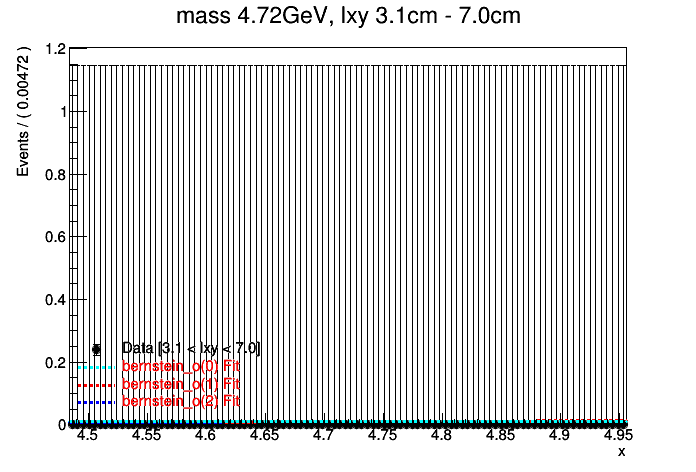 mass 4.72GeV, lxy 3.1cm - 7.0cm
Events / ( 0.00472 )
1.2
1
0.8
0.6
0.4
0.2
0
Data [3.1 < lxy < 7.0]
bernstein_o(0) Fit
bernstein_o(1) Fit
bernstein_o(2) Fit
4.5 4.55 4.6 4.65 4.7 4.75 4.8 4.85 4.9 4.95
x